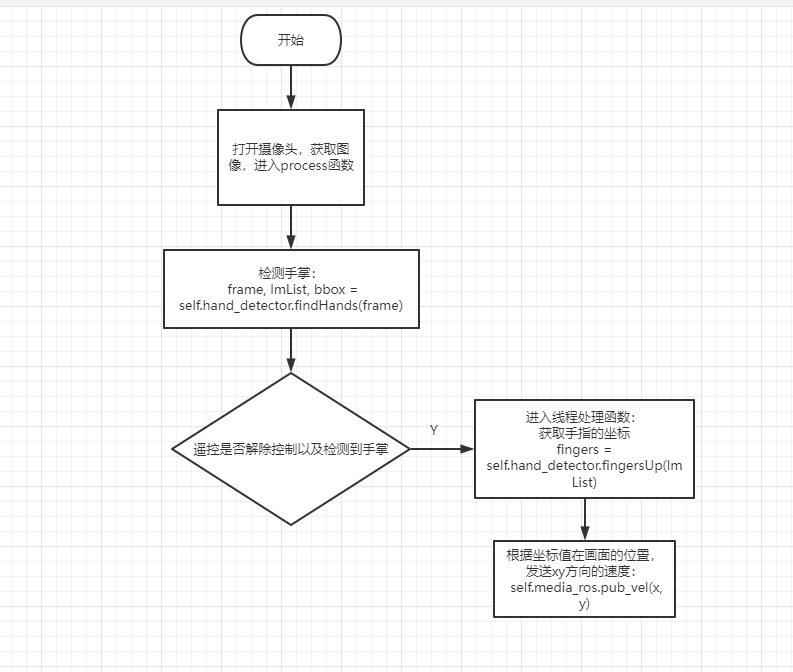 开始
打开摄像头，获取图
像，进入process函数
检测手掌：
frame, lmList, bbox =
self.hand_detector.findHands(frame)
遥控是否解除控制以及检测到手掌
Y
进入线程处理函数：
获取手指的坐标
fingers =
self.hand_detector.fingersUp(lm
List)
根据坐标值在画面的位置，
发送xy方向的速度：
self.media_ros.pub_vel(x,
y)